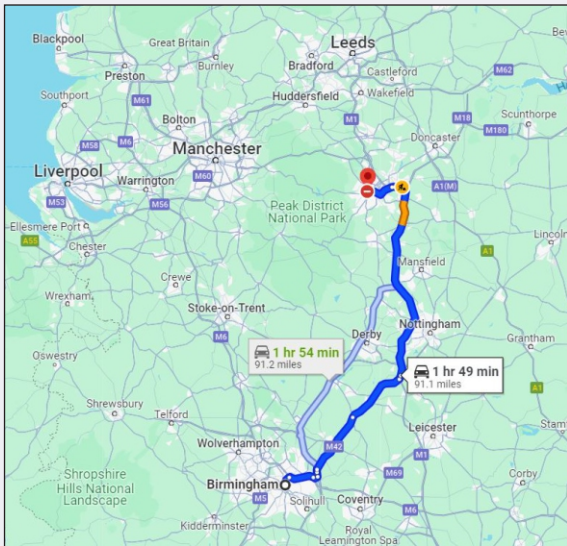 Blackpool
Great Britain
Leeds
Preston
Burnley
Bradford
Castleford
M62
Southport
M61
Huddersfield
Wakefield
Bolton
M1
M18
Scunthorpe
M58
M6
M180
Manchester
Doncaster
Liverpool
M60
Warrington
A1(M)
M53
M56
Peak District
National Park
Ellesmere Port
Lincoln
A55
Chester
A1
Mansfield
Crewe
Wrexham
Stoke-on-Trent
M6
Derby
Nottingham
1 hr 54 min
91.2 miles
Grantham
Oswestry
1 hr 49 min
91.1 miles
A1
Shrewsbury
Telford
Leicester
Stam
Wolverhampton
M42
M1
Birmingham
M69
Corby
Shropshire
Hills National
Landscape
M5
Solihull
Coventry
M6
Kidderminster
Royal
Leamington Spa